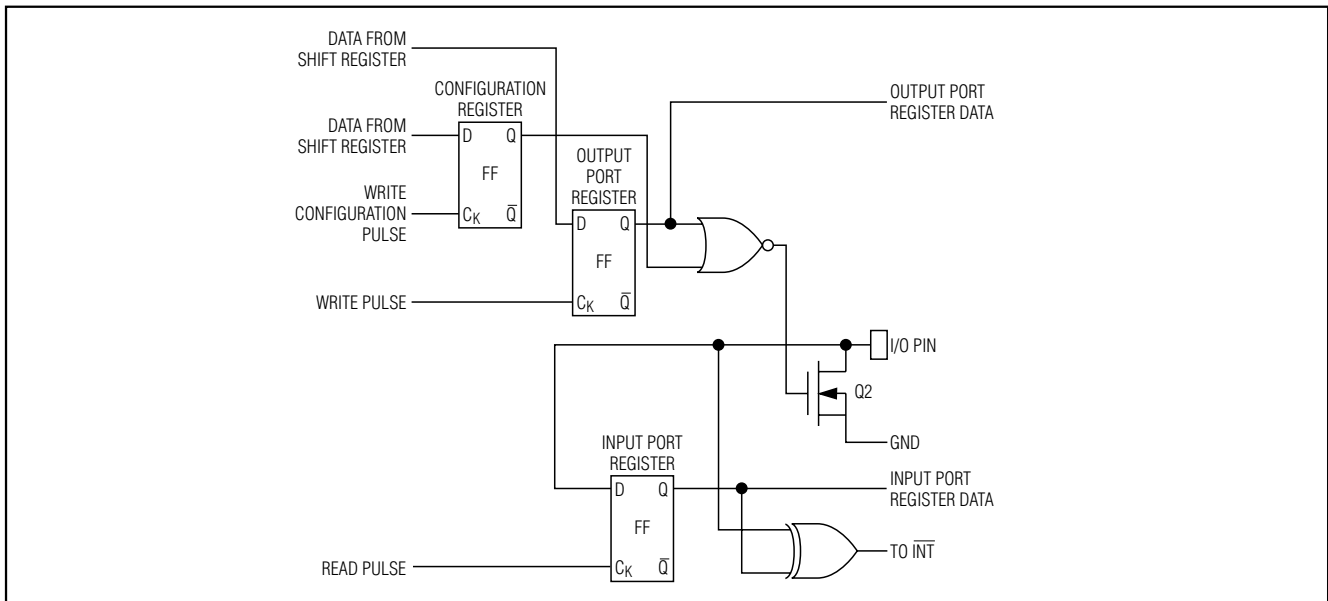 DATA FROM
SHIFT REGISTER
CONFIGURATION
REGISTER
OUTPUT PORT
REGISTER DATA
DATA FROM
SHIFT REGISTER
D
Q
FF
OUTPUT
PORT
REGISTER
WRITE
CONFIGURATION
PULSE
CK
Q̅
D
Q
FF
WRITE PULSE
CK
Q̅
I/O PIN
Q2
GND
INPUT PORT
REGISTER
D
Q
INPUT PORT
REGISTER DATA
FF
TO I̅N̅T̅
READ PULSE
CK
Q̅